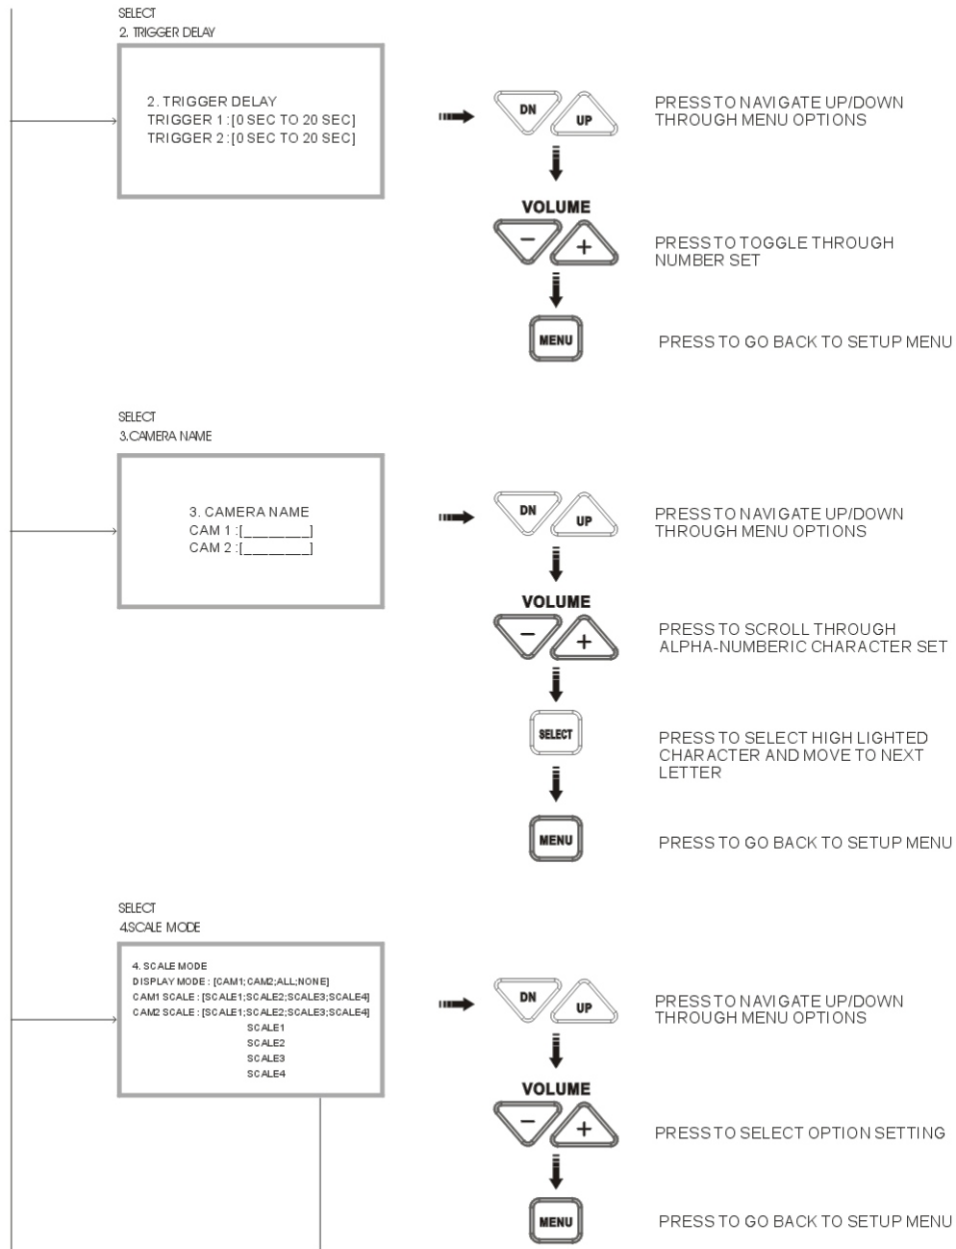 SELECT
2. TRIGGER DELAY
2. TRIGGER DELAY
TRIGGER 1 :[0 SEC TO 20 SEC]
TRIGGER 2 :[0 SEC TO 20 SEC]
DN
UP
PRESS TO NAVIGATE UP/DOWN
THROUGH MENU OPTIONS
VOLUME
− +
PRESS TO TOGGLE THROUGH
NUMBER SET
MENU
PRESS TO GO BACK TO SETUP MENU
SELECT
3.CAMERA NAME
3. CAMERA NAME
CAM 1 :[_________]
CAM 2 :[_________]
DN
UP
PRESS TO NAVIGATE UP/DOWN
THROUGH MENU OPTIONS
VOLUME
− +
PRESS TO SCROLL THROUGH
ALPHA-NUMBERIC CHARACTER SET
SELECT
PRESS TO SELECT HIGH LIGHTED
CHARACTER AND MOVE TO NEXT
LETTER
MENU
PRESS TO GO BACK TO SETUP MENU
SELECT
4.SCALE MODE
4. SCALE MODE
DISPLAY MODE : [CAM1;CAM2;ALL;NONE]
CAM1 SCALE : [SCALE1;SCALE2;SCALE3;SCALE4]
CAM2 SCALE : [SCALE1;SCALE2;SCALE3;SCALE4]
SCALE1
SCALE2
SCALE3
SCALE4
DN
UP
PRESS TO NAVIGATE UP/DOWN
THROUGH MENU OPTIONS
VOLUME
− +
PRESS TO SELECT OPTION SETTING
MENU
PRESS TO GO BACK TO SETUP MENU